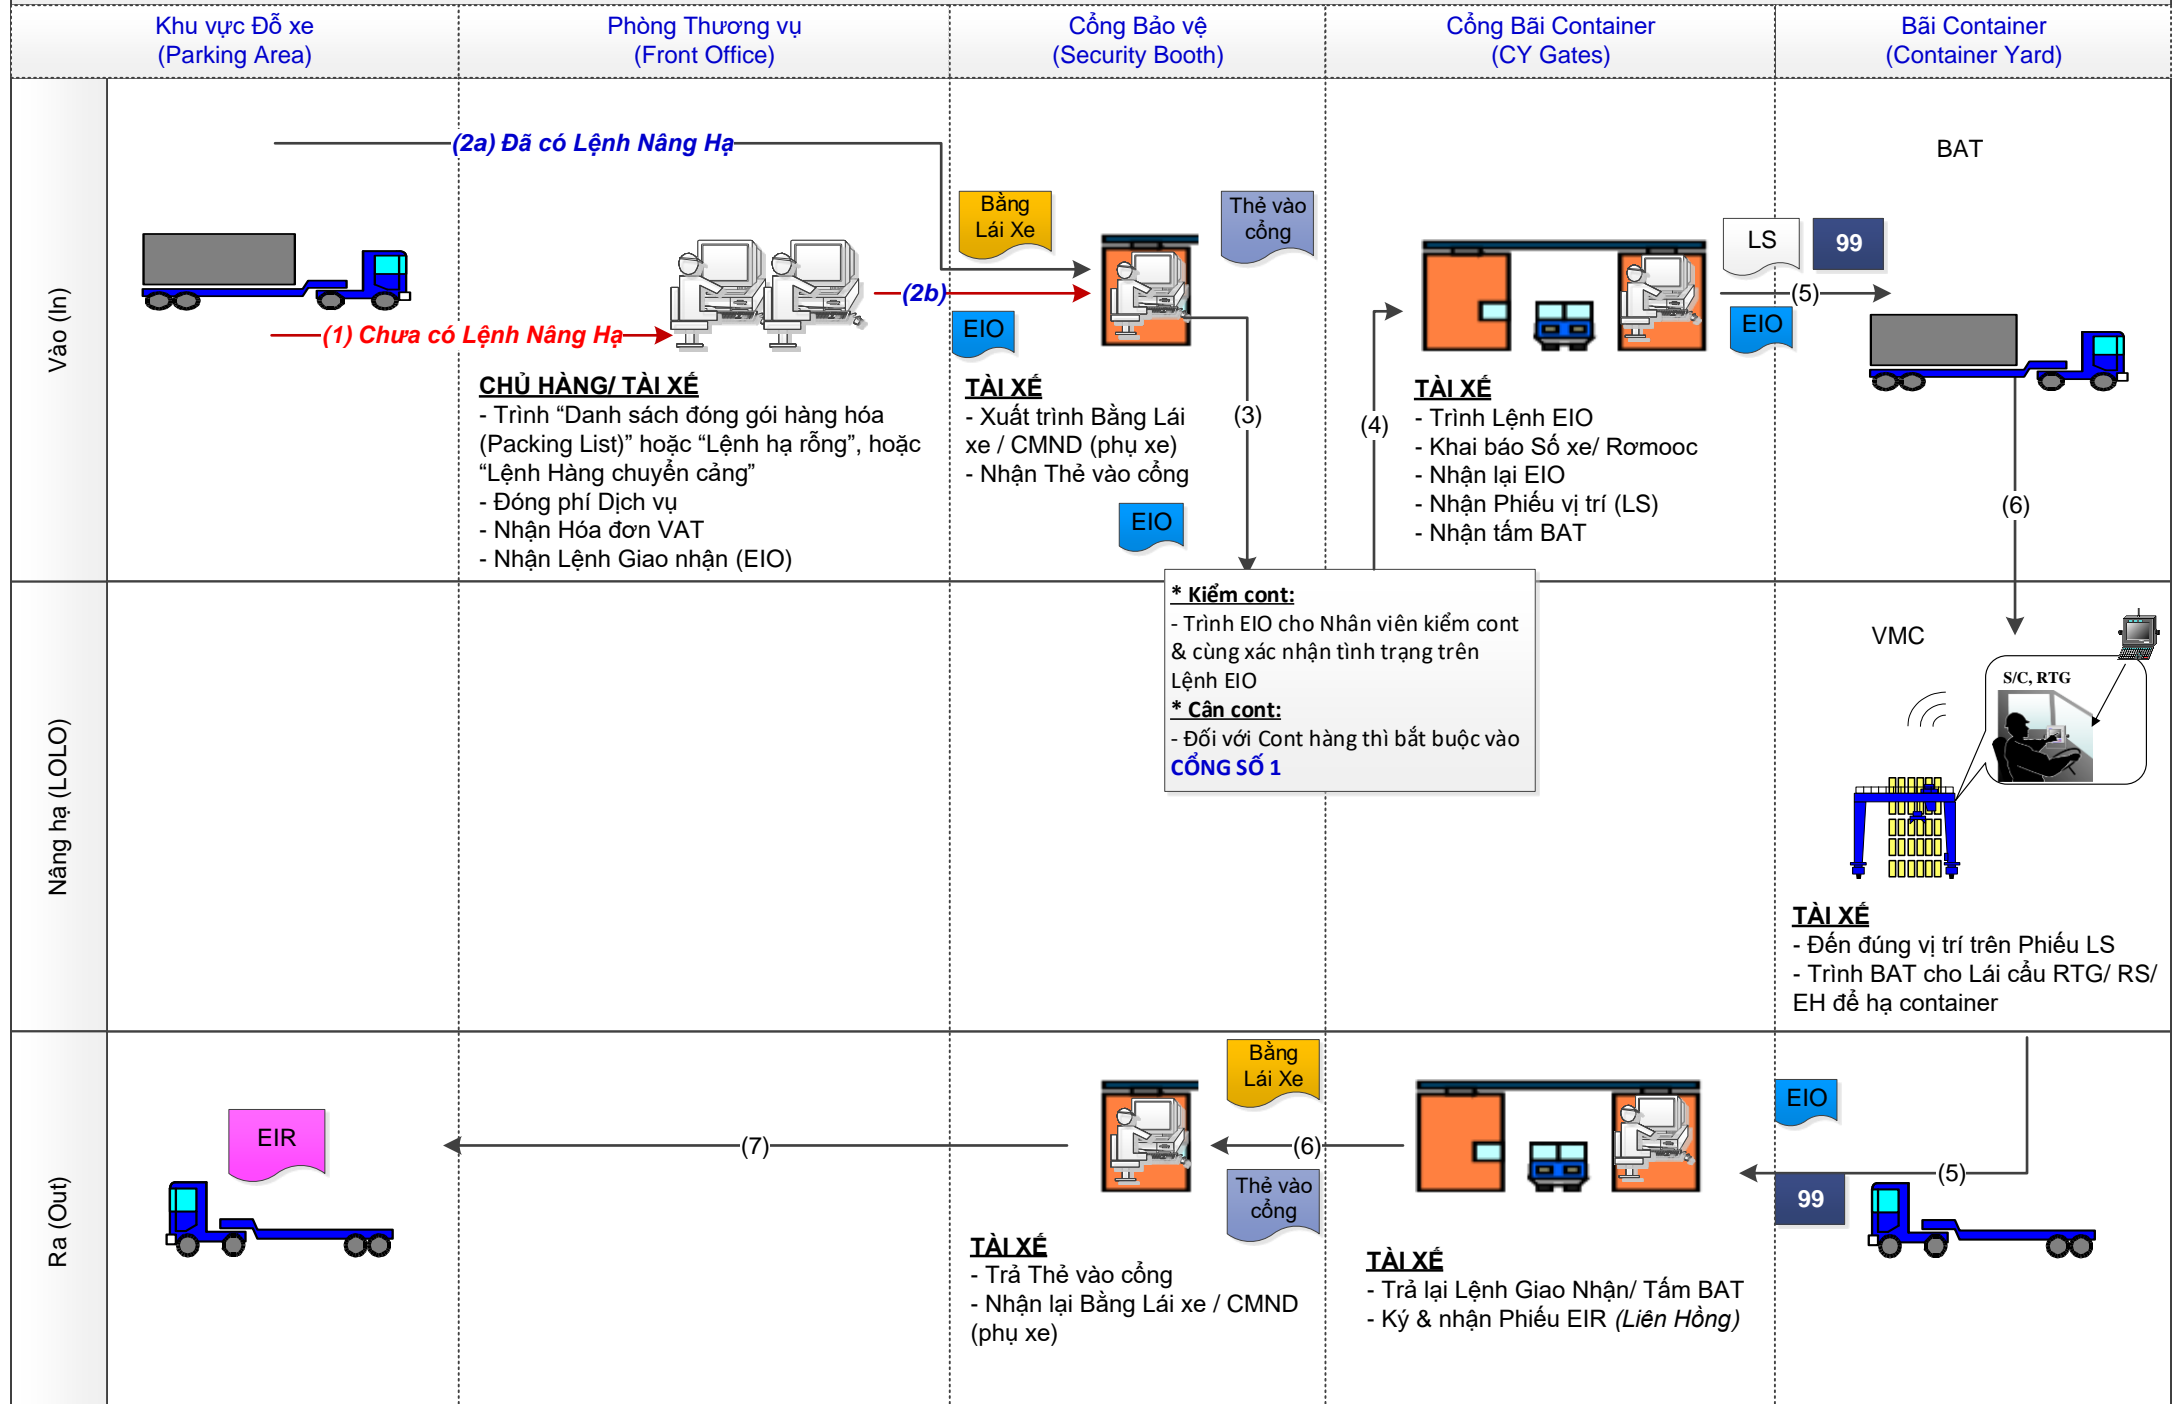 Khu vực Đỗ xe
(Parking Area)
Phòng Thương vụ
(Front Office)
Cổng Bảo vệ
(Security Booth)
Cổng Bãi Container
(CY Gates)
Bãi Container
(Container Yard)
Vào (In)
(2a) Đã có Lệnh Nâng Hạ
(1) Chưa có Lệnh Nâng Hạ
(2b)
CHỦ HÀNG/ TÀI XẾ
- Trình “Danh sách đóng gói hàng hóa
(Packing List)” hoặc “Lệnh hạ rỗng”, hoặc
“Lệnh Hàng chuyển cảng”
- Đóng phí Dịch vụ
- Nhận Hóa đơn VAT
- Nhận Lệnh Giao nhận (EIO)
Bằng
Lái Xe
Thẻ vào
cổng
EIO
TÀI XẾ
- Xuất trình Bằng Lái
xe / CMND (phụ xe)
- Nhận Thẻ vào cổng
(3)
EIO
(4)
TÀI XẾ
- Trình Lệnh EIO
- Khai báo Số xe/ Rơmooc
- Nhận lại EIO
- Nhận Phiếu vị trí (LS)
- Nhận tấm BAT
BAT
LS
99
(5)
EIO
(6)
Nâng hạ (LOLO)
* Kiểm cont:
- Trình EIO cho Nhân viên kiểm cont
& cùng xác nhận tình trạng trên
Lệnh EIO
* Cân cont:
- Đối với Cont hàng thì bắt buộc vào
CỔNG SỐ 1
VMC
S/C, RTG
TÀI XẾ
- Đến đúng vị trí trên Phiếu LS
- Trình BAT cho Lái cẩu RTG/ RS/
EH để hạ container
Ra (Out)
EIR
(7)
Bằng
Lái Xe
(6)
Thẻ vào
cổng
TÀI XẾ
- Trả Thẻ vào cổng
- Nhận lại Bằng Lái xe / CMND
(phụ xe)
TÀI XẾ
- Trả lại Lệnh Giao Nhận/ Tấm BAT
- Ký & nhận Phiếu EIR (Liên Hồng)
EIO
(5)
99